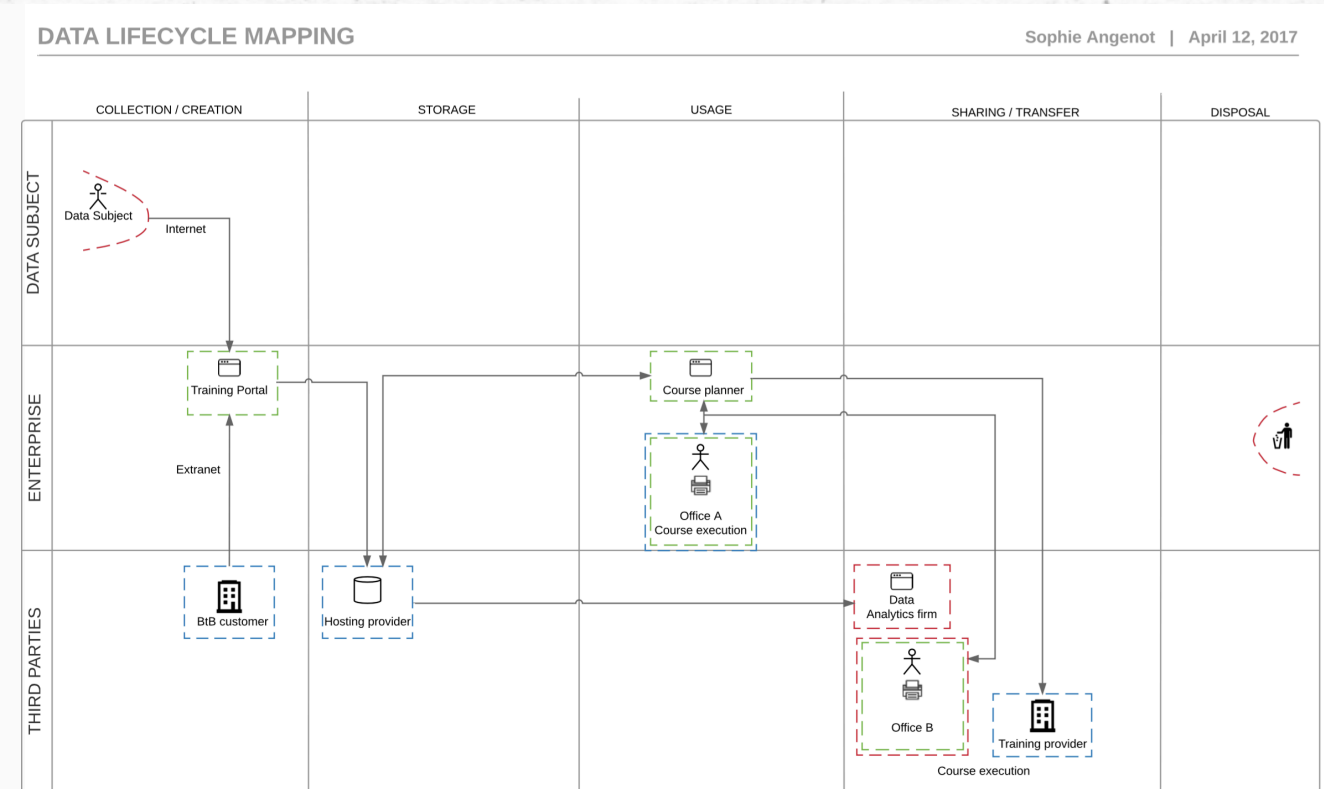 DATA LIFECYCLE MAPPING
Sophie Angenot | April 12, 2017
COLLECTION / CREATION
STORAGE
USAGE
SHARING / TRANSFER
DISPOSAL
DATA SUBJECT
Data Subject
Internet
ENTERPRISE
Training Portal
Course planner
Extranet
Office A
Course execution
THIRD PARTIES
BtB customer
Hosting provider
Data
Analytics firm
Office B
Training provider
Course execution